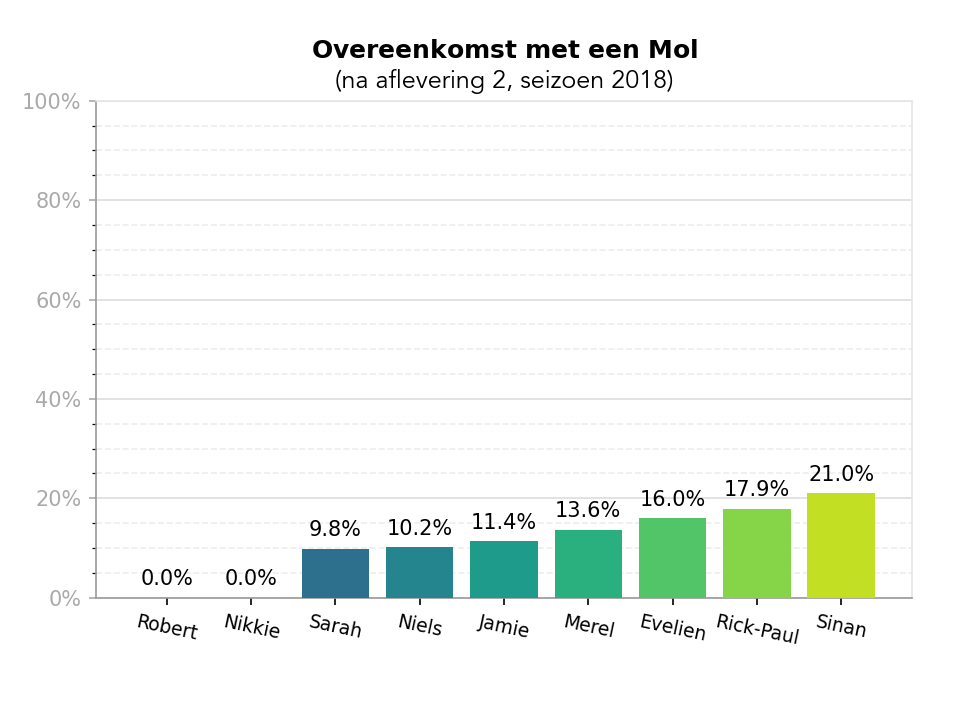 Overeenkomst met een Mol
(na aflevering 2, seizoen 2018)
100%
80%
60%
40%
20%
0%
0.0%
0.0%
9.8%
10.2%
11.4%
13.6%
16.0%
17.9%
21.0%
Robert
Nikkie
Sarah
Niels
Jamie
Merel
Evelien
Rick-Paul
Sinan